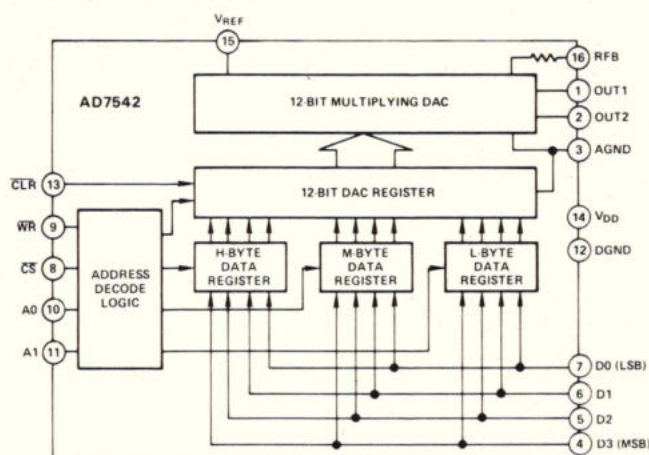 VREF
15
AD7542
16 RFB
12-BIT MULTIPLYING DAC
1 OUT1
2 OUT2
3 AGND
CLR 13
12-BIT DAC REGISTER
WR 9
14 VDD
CS 8
12 DGND
ADDRESS
DECODE
LOGIC
H-BYTE
DATA
REGISTER
M-BYTE
DATA
REGISTER
L-BYTE
DATA
REGISTER
A0 10
A1 11
7 D0 (LSB)
6 D1
5 D2
4 D3 (MSB)